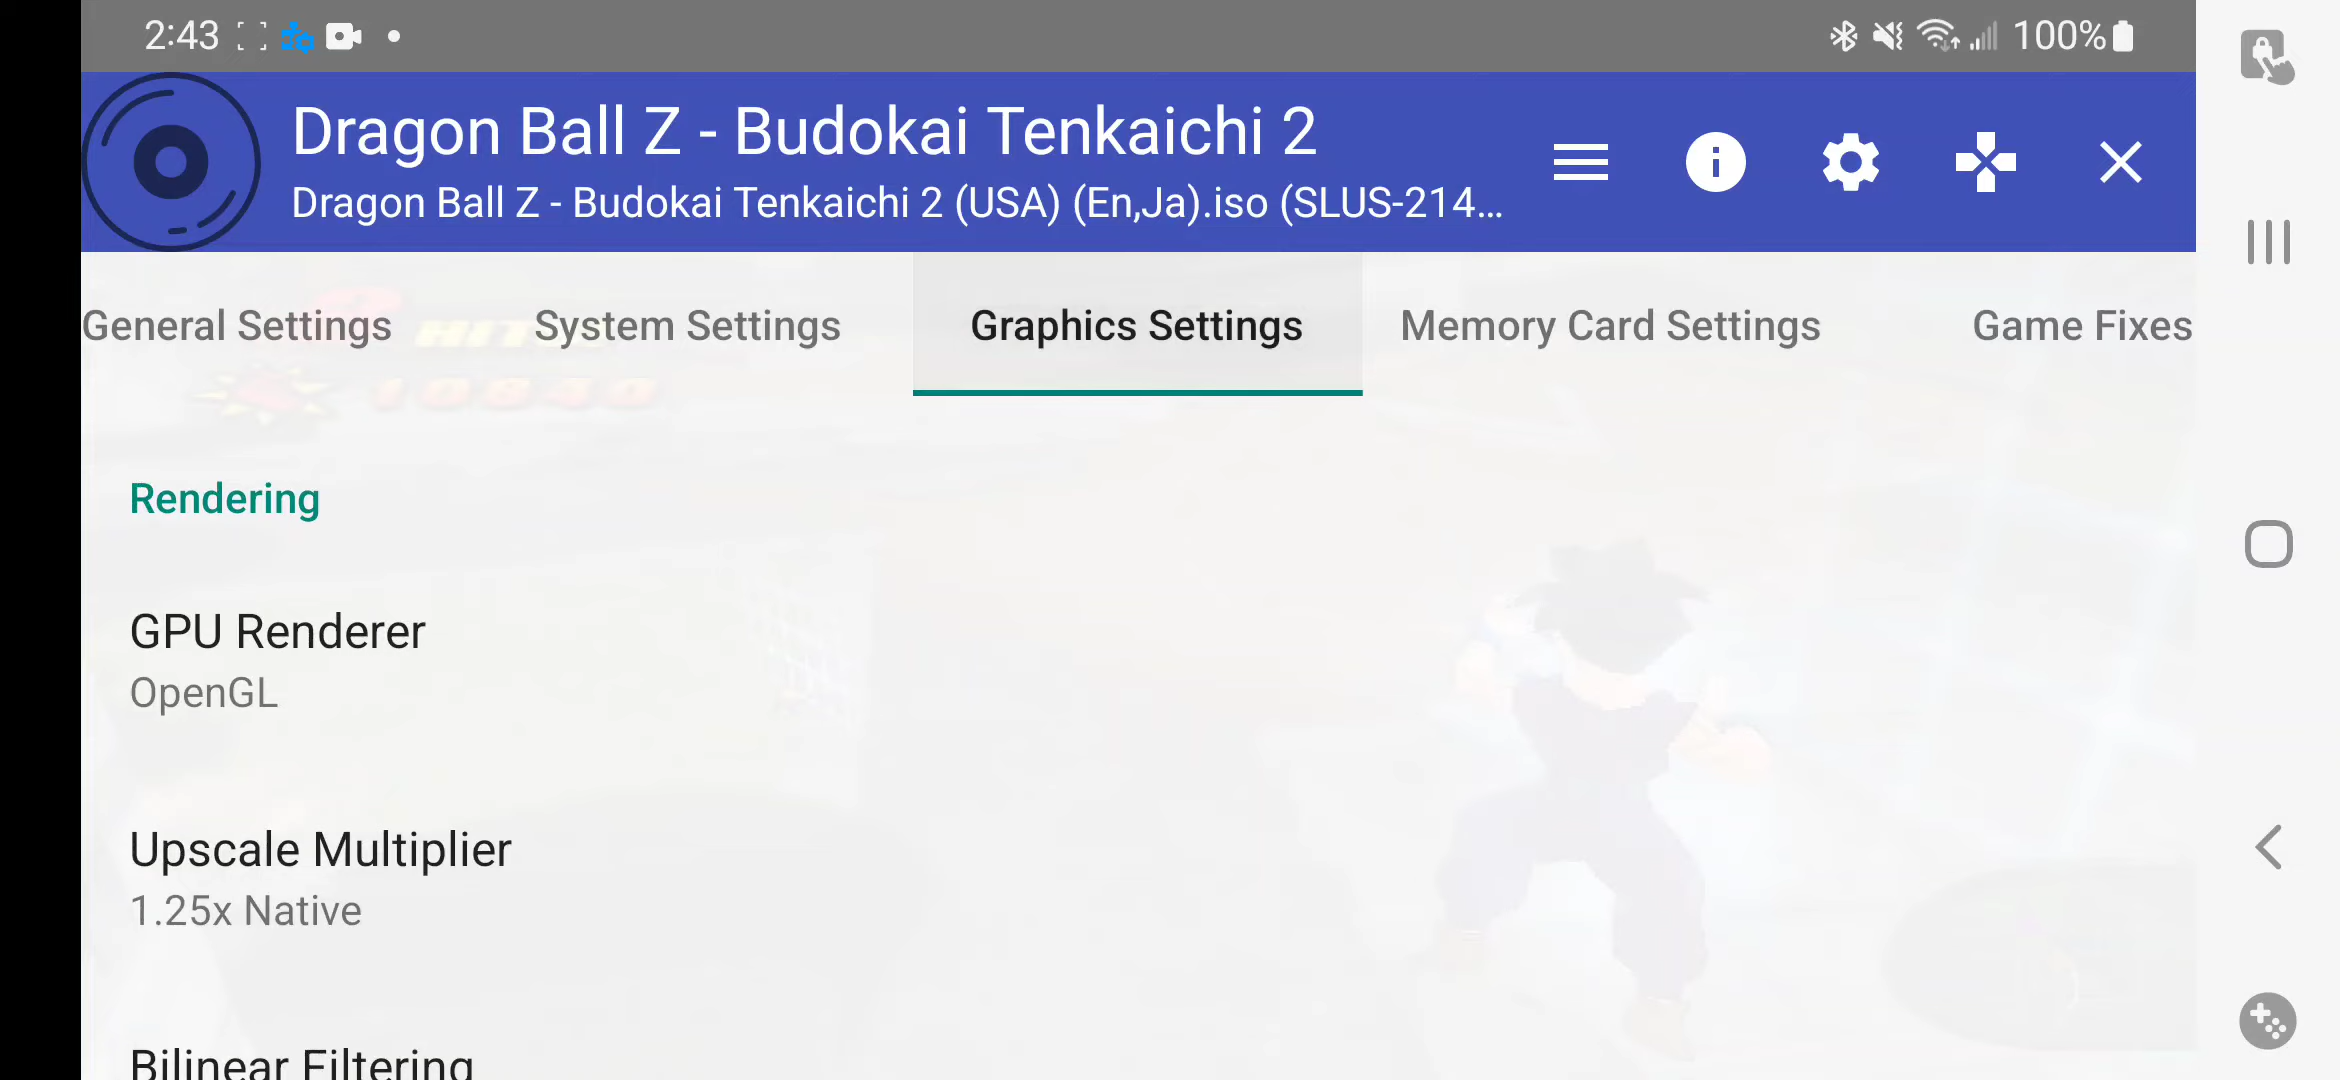 2:43 100%
Dragon Ball Z - Budokai Tenkaichi 2
Dragon Ball Z - Budokai Tenkaichi 2 (USA) (En,Ja).iso (SLUS-214...
General Settings System Settings Graphics Settings Memory Card Settings Game Fixes
HIT
10840
Rendering
GPU Renderer
OpenGL
Upscale Multiplier
1.25x Native
Bilinear Filtering